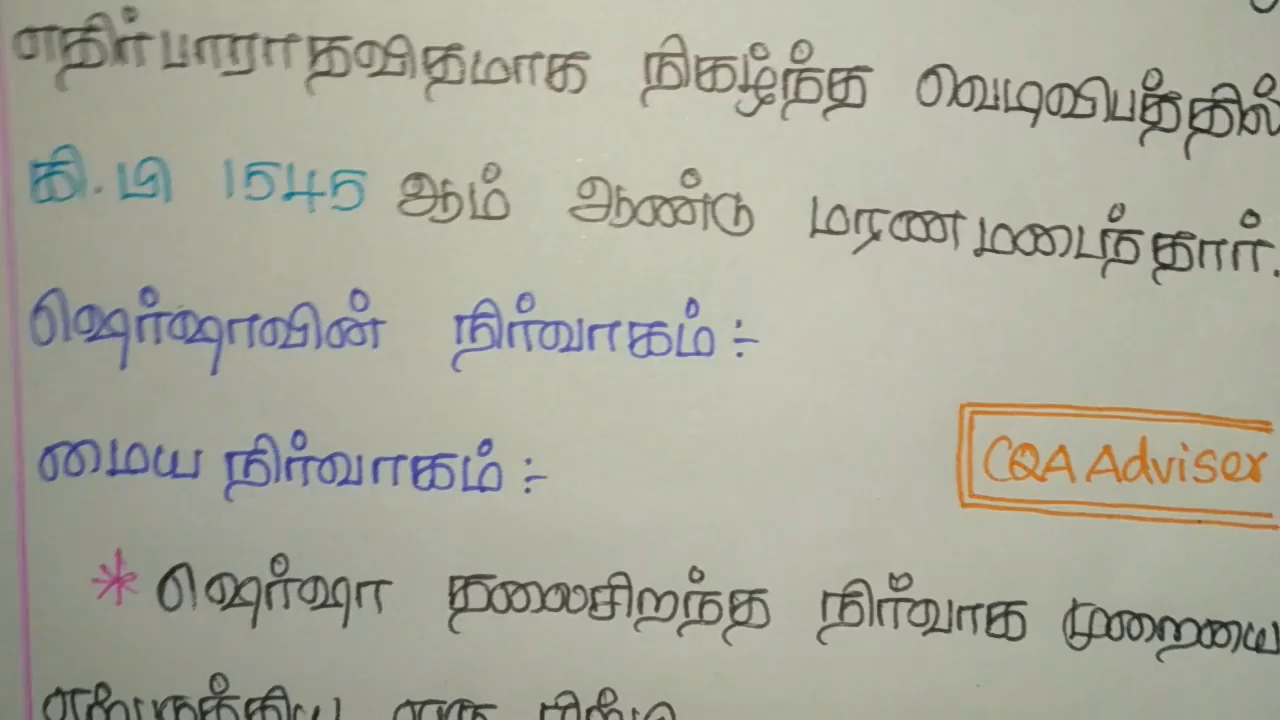 எதிர்பாராதவிதமாக நிகழ்ந்த வெடிவிபத்தில்
கி.பி 1545 ஆம் ஆண்டு மரணமடைந்தார்.
ஷெர்ஷாவின் நிர்வாகம் :-
மைய நிர்வாகம் :-
CQA Adviser
* ஷெர்ஷா தலைசிறந்த நிர்வாக முறையை